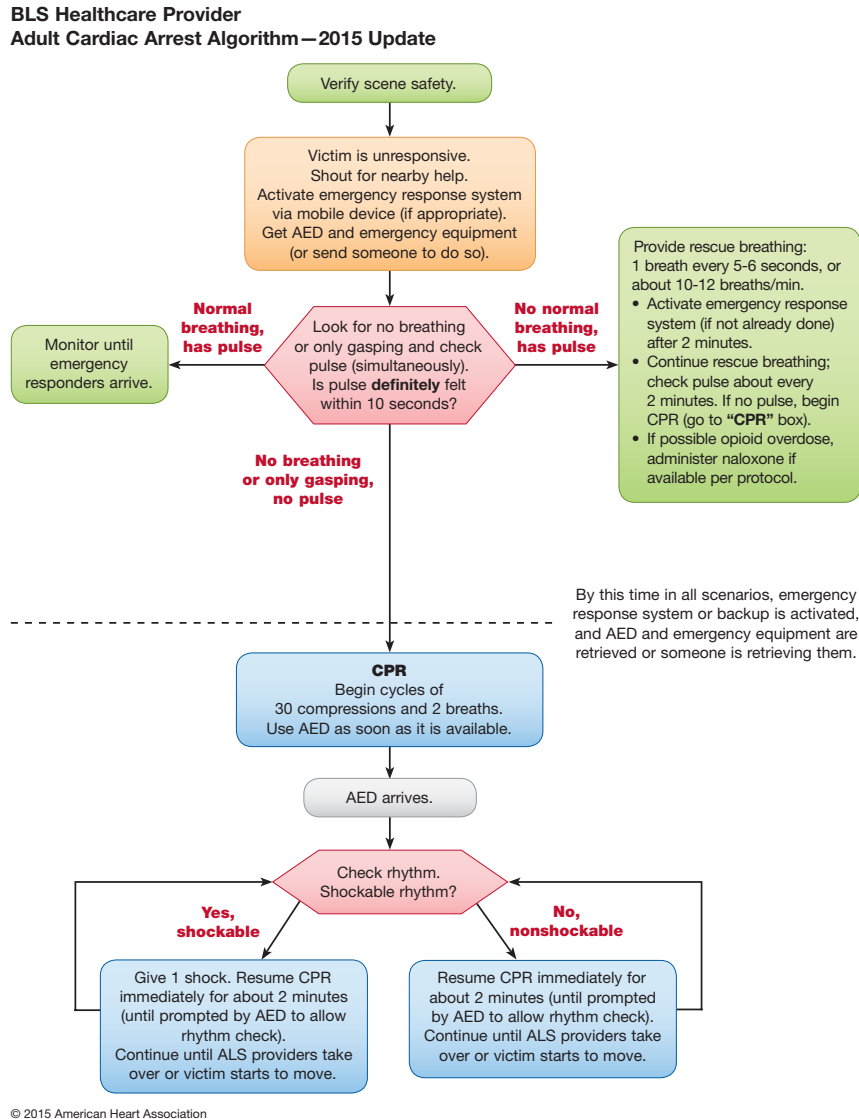 BLS Healthcare Provider
Adult Cardiac Arrest Algorithm—2015 Update
Verify scene safety.
Victim is unresponsive.
Shout for nearby help.
Activate emergency response system
via mobile device (if appropriate).
Get AED and emergency equipment
(or send someone to do so).
Normal
breathing,
has pulse
Monitor until
emergency
responders arrive.
Look for no breathing
or only gasping and check
pulse (simultaneously).
Is pulse definitely felt
within 10 seconds?
No normal
breathing,
has pulse
Provide rescue breathing:
1 breath every 5-6 seconds, or
about 10-12 breaths/min.
• Activate emergency response
system (if not already done)
after 2 minutes.
• Continue rescue breathing;
check pulse about every
2 minutes. If no pulse, begin
CPR (go to “CPR” box).
• If possible opioid overdose,
administer naloxone if
available per protocol.
No breathing
or only gasping,
no pulse
By this time in all scenarios, emergency
response system or backup is activated,
and AED and emergency equipment are
retrieved or someone is retrieving them.
CPR
Begin cycles of
30 compressions and 2 breaths.
Use AED as soon as it is available.
AED arrives.
Check rhythm.
Shockable rhythm?
Yes,
shockable
No,
nonshockable
Give 1 shock. Resume CPR
immediately for about 2 minutes
(until prompted by AED to allow
rhythm check).
Continue until ALS providers take
over or victim starts to move.
Resume CPR immediately for
about 2 minutes (until prompted
by AED to allow rhythm check).
Continue until ALS providers take
over or victim starts to move.
© 2015 American Heart Association